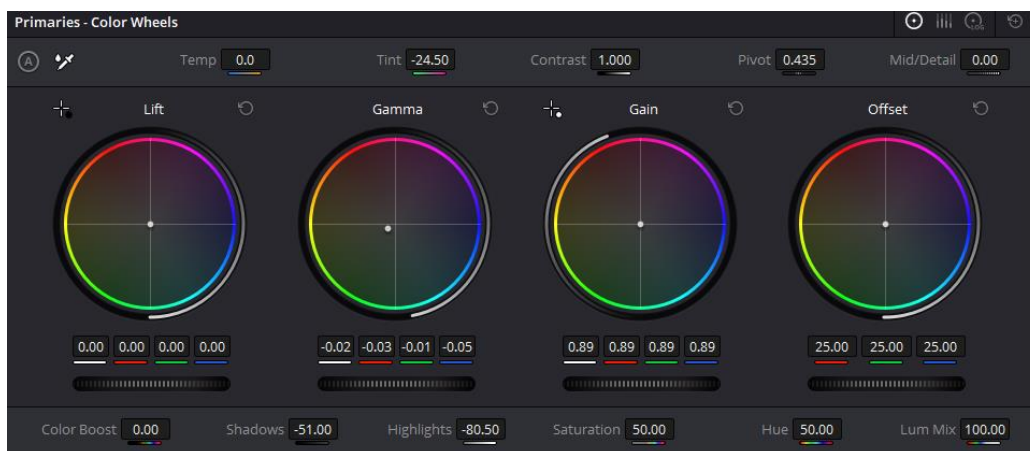 Primaries - Color Wheels
A Temp 0.0 Tint -24.50 Contrast 1.000 Pivot 0.435 Mid/Detail 0.00
Lift Gamma Gain Offset
0.00 0.00 0.00 0.00 -0.02 -0.03 -0.01 -0.05 0.89 0.89 0.89 0.89 25.00 25.00 25.00
Color Boost 0.00 Shadows -51.00 Highlights -80.50 Saturation 50.00 Hue 50.00 Lum Mix 100.00